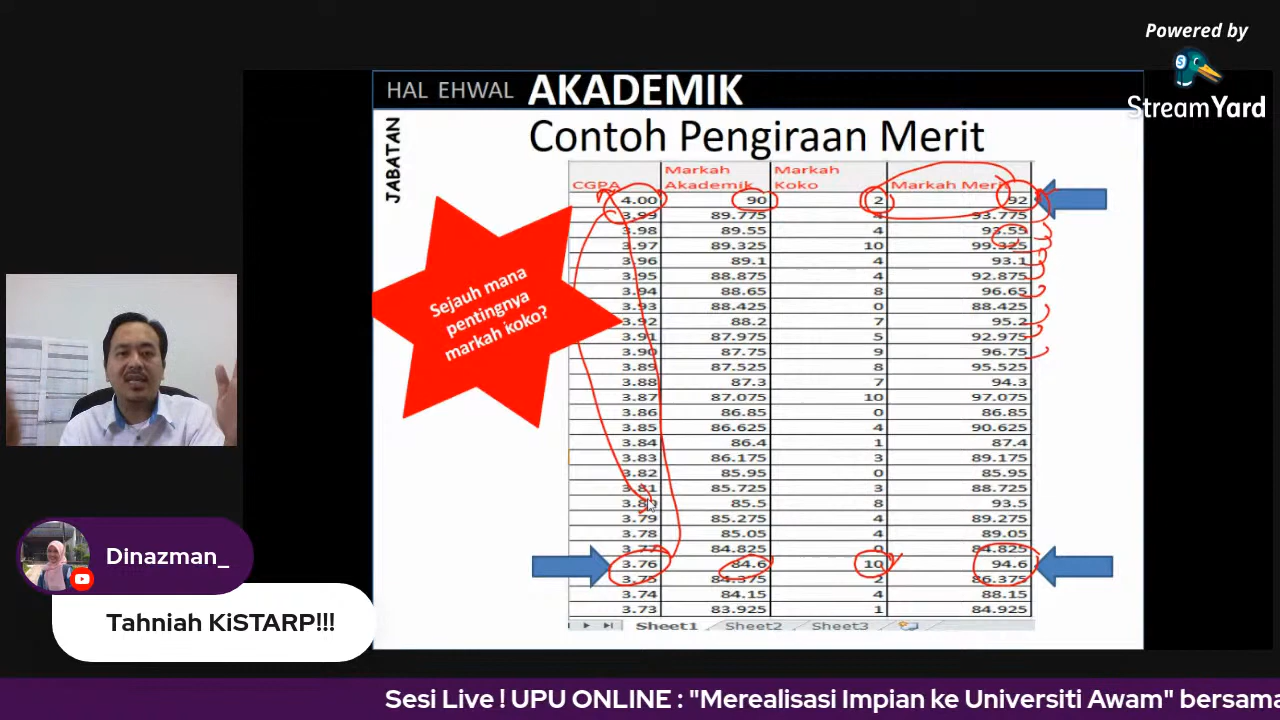 Powered by
StreamYard
HAL EHWAL AKADEMIK
JABATAN
Contoh Pengiraan Merit
CGPA Markah Akademik Markah Koko Markah Merit
4.00 90 2 92
3.99 89.775 4 93.775
3.98 89.55 4 93.55
3.97 89.325 10 99.325
3.96 89.1 4 93.1
3.95 88.875 4 92.875
3.94 88.65 8 96.65
3.93 88.425 0 88.425
3.92 88.2 7 95.2
3.91 87.975 5 92.975
3.90 87.75 9 96.75
3.89 87.525 8 95.525
3.88 87.3 7 94.3
3.87 87.075 10 97.075
3.86 86.85 0 86.85
3.85 86.625 4 90.625
3.84 86.4 1 87.4
3.83 86.175 3 89.175
3.82 85.95 0 85.95
3.81 85.725 3 88.725
3.80 85.5 8 93.5
3.79 85.275 4 89.275
3.78 85.05 4 89.05
3.77 84.825 0 84.825
3.76 84.6 10 94.6
3.75 84.375 2 86.375
3.74 84.15 4 88.15
3.73 83.925 1 84.925
Sheet1 Sheet2 Sheet3
Sejauh mana
pentingnya
markah koko?
Dinazman_
Tahniah KiSTARP!!!
Sesi Live ! UPU ONLINE : "Merealisasi Impian ke Universiti Awam" bersama